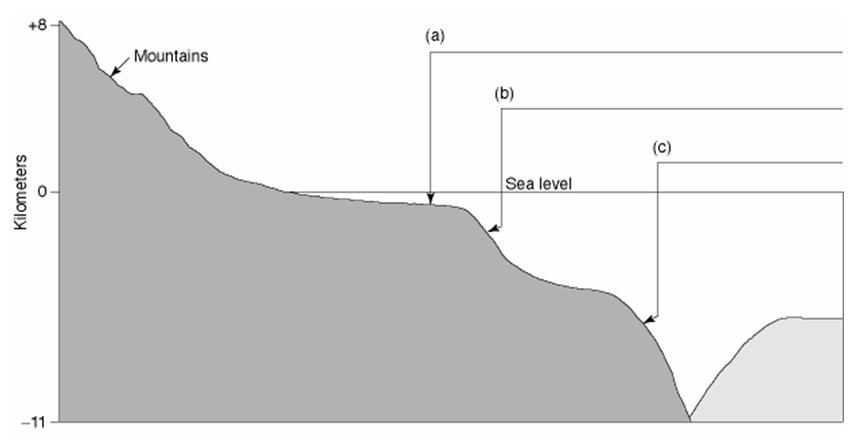 +8
(a)
Mountains
(b)
(c)
Sea level
0
Kilometers
−11